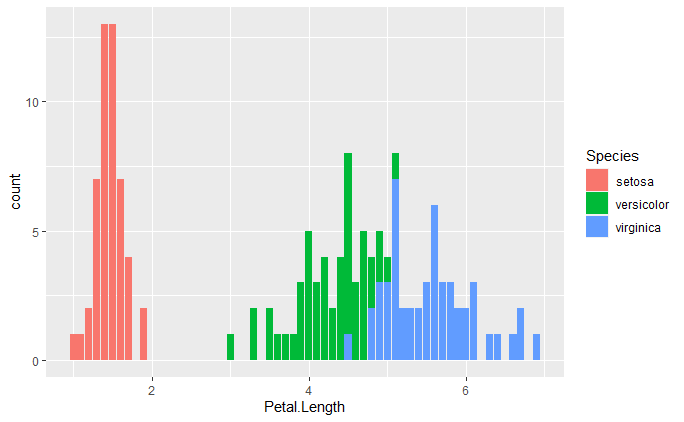 count
10
5
0
2
4
6
Petal.Length
Species
setosa
versicolor
virginica